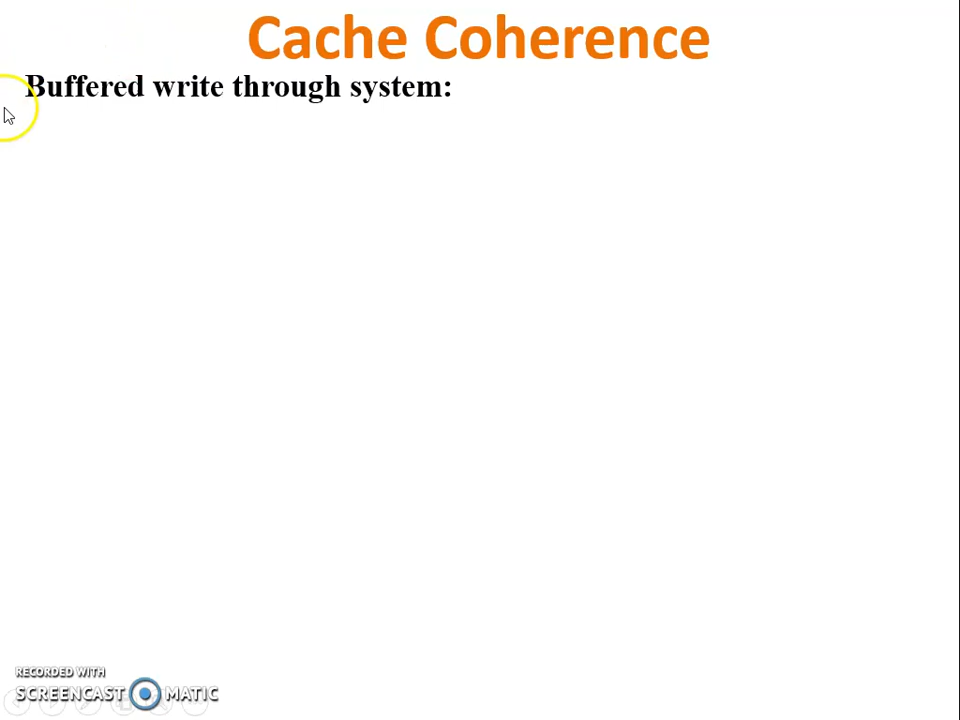 Cache Coherence
Buffered write through system:
RECORDED WITH
SCREENCAST MATIC